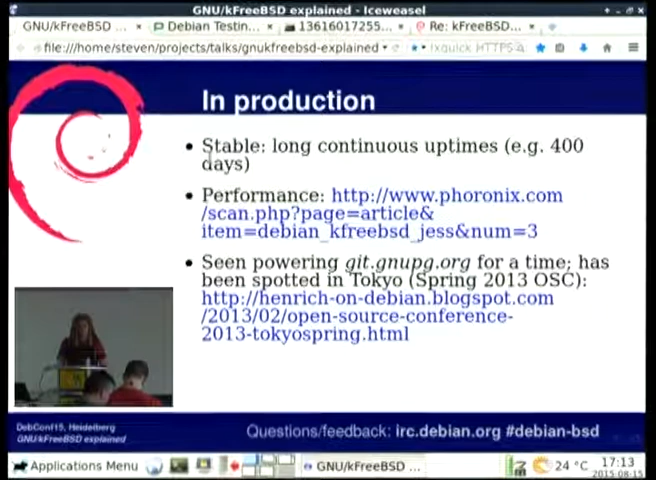 GNU/kFreeBSD explained - Iceweasel
GNU/kFreeBSD ... × Debian Testin... × 13616017255... × Re: kFreeBSD... ×
file:///home/steven/projects/talks/gnukfreebsd-explained
In production
• Stable: long continuous uptimes (e.g. 400
days)
• Performance: http://www.phoronix.com
/scan.php?page=article&
item=debian_kfreebsd_jess&num=3
• Seen powering git.gnupg.org for a time; has
been spotted in Tokyo (Spring 2013 OSC):
http://henrich-on-debian.blogspot.com
/2013/02/open-source-conference-
2013-tokyospring.html
DebConf15, Heidelberg
GNU/kFreeBSD explained
Questions/feedback: irc.debian.org #debian-bsd
Applications Menu
GNU/kFreeBSD ...
24 °C
17:13
2015-08-15